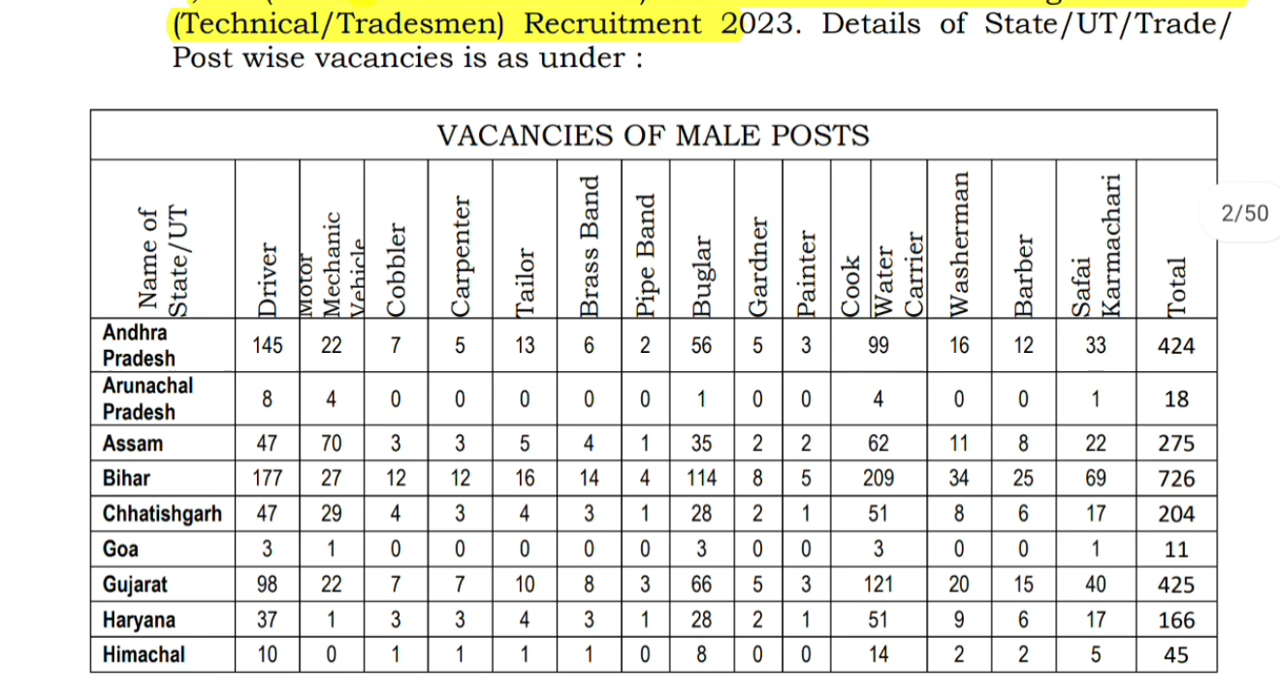 (Technical/Tradesmen) Recruitment 2023. Details of State/UT/Trade/
Post wise vacancies is as under :
VACANCIES OF MALE POSTS
Name of State/UT Driver Motor Mechanic Vehicle Cobbler Carpenter Tailor Brass Band Pipe Band Buglar Gardner Painter Cook Water Carrier Washerman Barber Safai Karmachari Total
Andhra Pradesh 145 22 7 5 13 6 2 56 5 3 99 16 12 33 424
Arunachal Pradesh 8 4 0 0 0 0 0 1 0 0 4 0 0 1 18
Assam 47 70 3 3 5 4 1 35 2 2 62 11 8 22 275
Bihar 177 27 12 12 16 14 4 114 8 5 209 34 25 69 726
Chhatishgarh 47 29 4 3 4 3 1 28 2 1 51 8 6 17 204
Goa 3 1 0 0 0 0 0 3 0 0 3 0 0 1 11
Gujarat 98 22 7 7 10 8 3 66 5 3 121 20 15 40 425
Haryana 37 1 3 3 4 3 1 28 2 1 51 9 6 17 166
Himachal 10 0 1 1 1 1 0 8 0 0 14 2 2 5 45
2/50